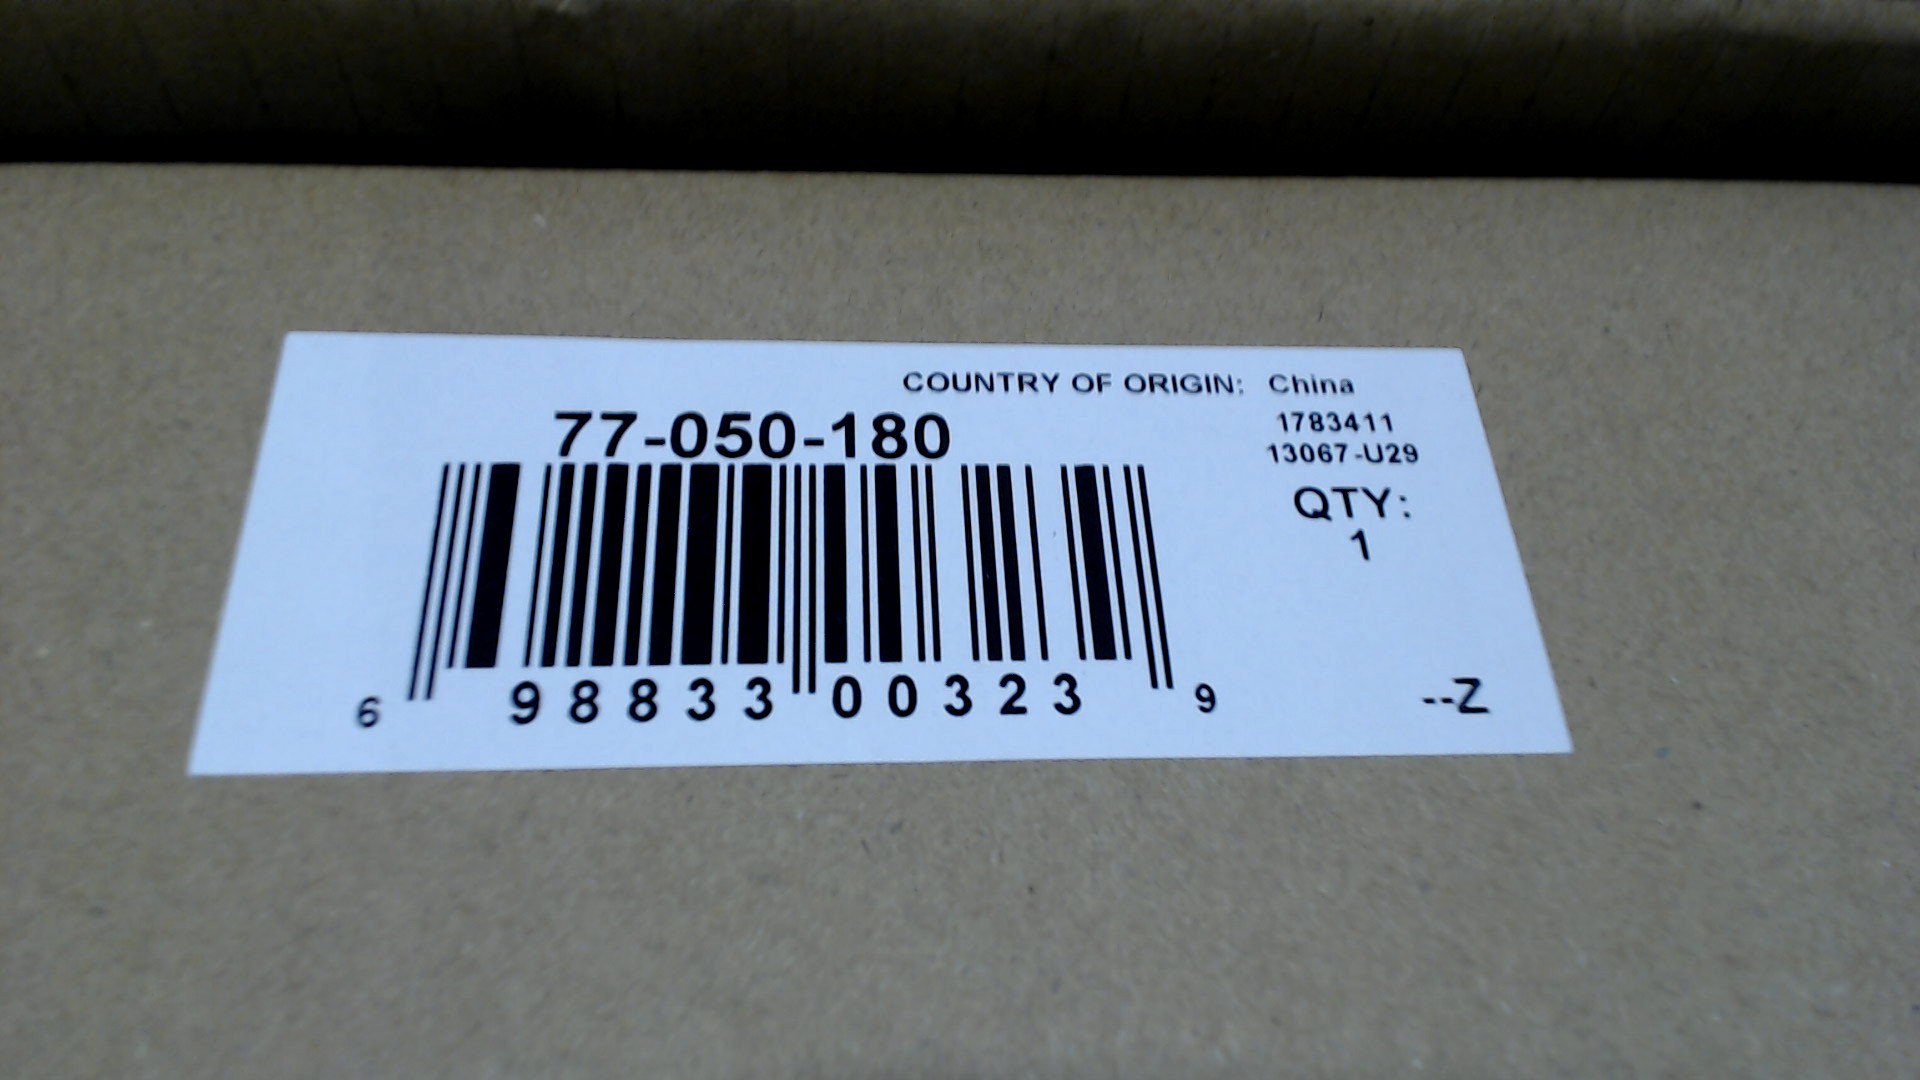 COUNTRY OF ORIGIN: China
77-050-180
1783411
13067-U29
QTY:
1
6 98833 00323 9
--Z